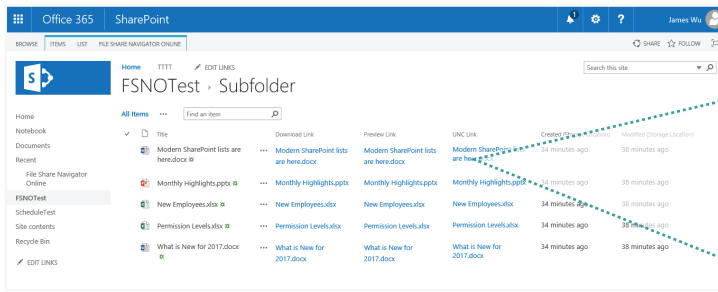 Office 365 SharePoint 1 ? James Wu
BROWSE ITEMS LIST FILE SHARE NAVIGATOR ONLINE SHARE FOLLOW
S
Home TTTT EDIT LINKS
Search this site
FSNOTest Subfolder
All Items ... Find an item
Home
Notebook
Documents
Recent
File Share Navigator
Online
FSNOTest
ScheduleTest
Site contents
Recycle Bin
EDIT LINKS
Title Download Link Preview Link UNC Link Modified (Storage Location)
Modern SharePoint lists are ... Modern SharePoint lists Modern SharePoint lists Modern SharePoint lists 34 minutes ago 38 minutes ago
here.docx are here.docx are here.docx are here.docx
Monthly Highlights.pptx ... Monthly Highlights.pptx Monthly Highlights.pptx Monthly Highlights.pptx 34 minutes ago 38 minutes ago
New Employees.xlsx ... New Employees.xlsx New Employees.xlsx New Employees.xlsx 34 minutes ago 38 minutes ago
Permission Levels.xlsx ... Permission Levels.xlsx Permission Levels.xlsx Permission Levels.xlsx 34 minutes ago 38 minutes ago
What is New for 2017.docx ... What is New for What is New for What is New for 34 minutes ago 38 minutes ago
2017.docx 2017.docx 2017.docx